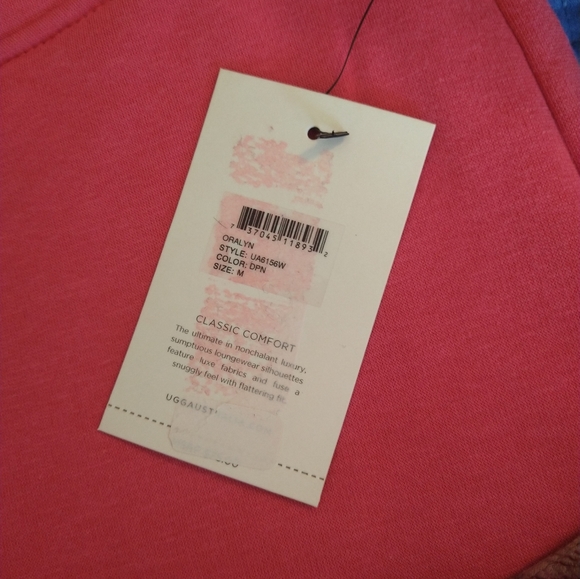 7 37045 11893 2
ORALYN
STYLE: UA6156W
COLOR: DPN
SIZE: M
CLASSIC COMFORT
The ultimate in nonchalant luxury,
sumptuous loungewear silhouettes
feature luxe fabrics and fuse a
snuggly feel with flattering fit.